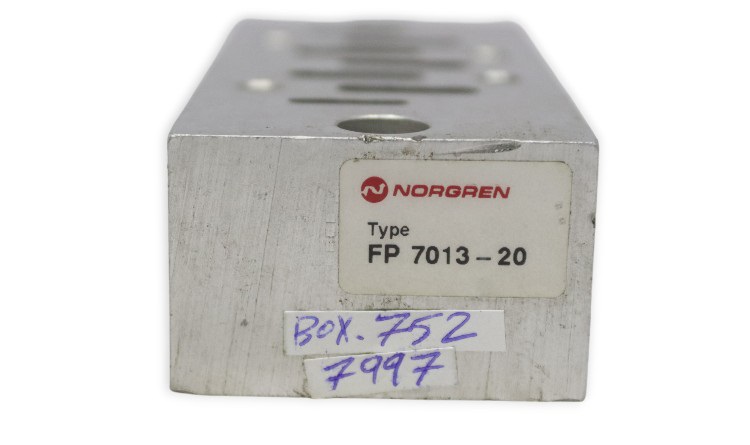 NORGREN
Type
FP 7013-20
BOX. 752
7997